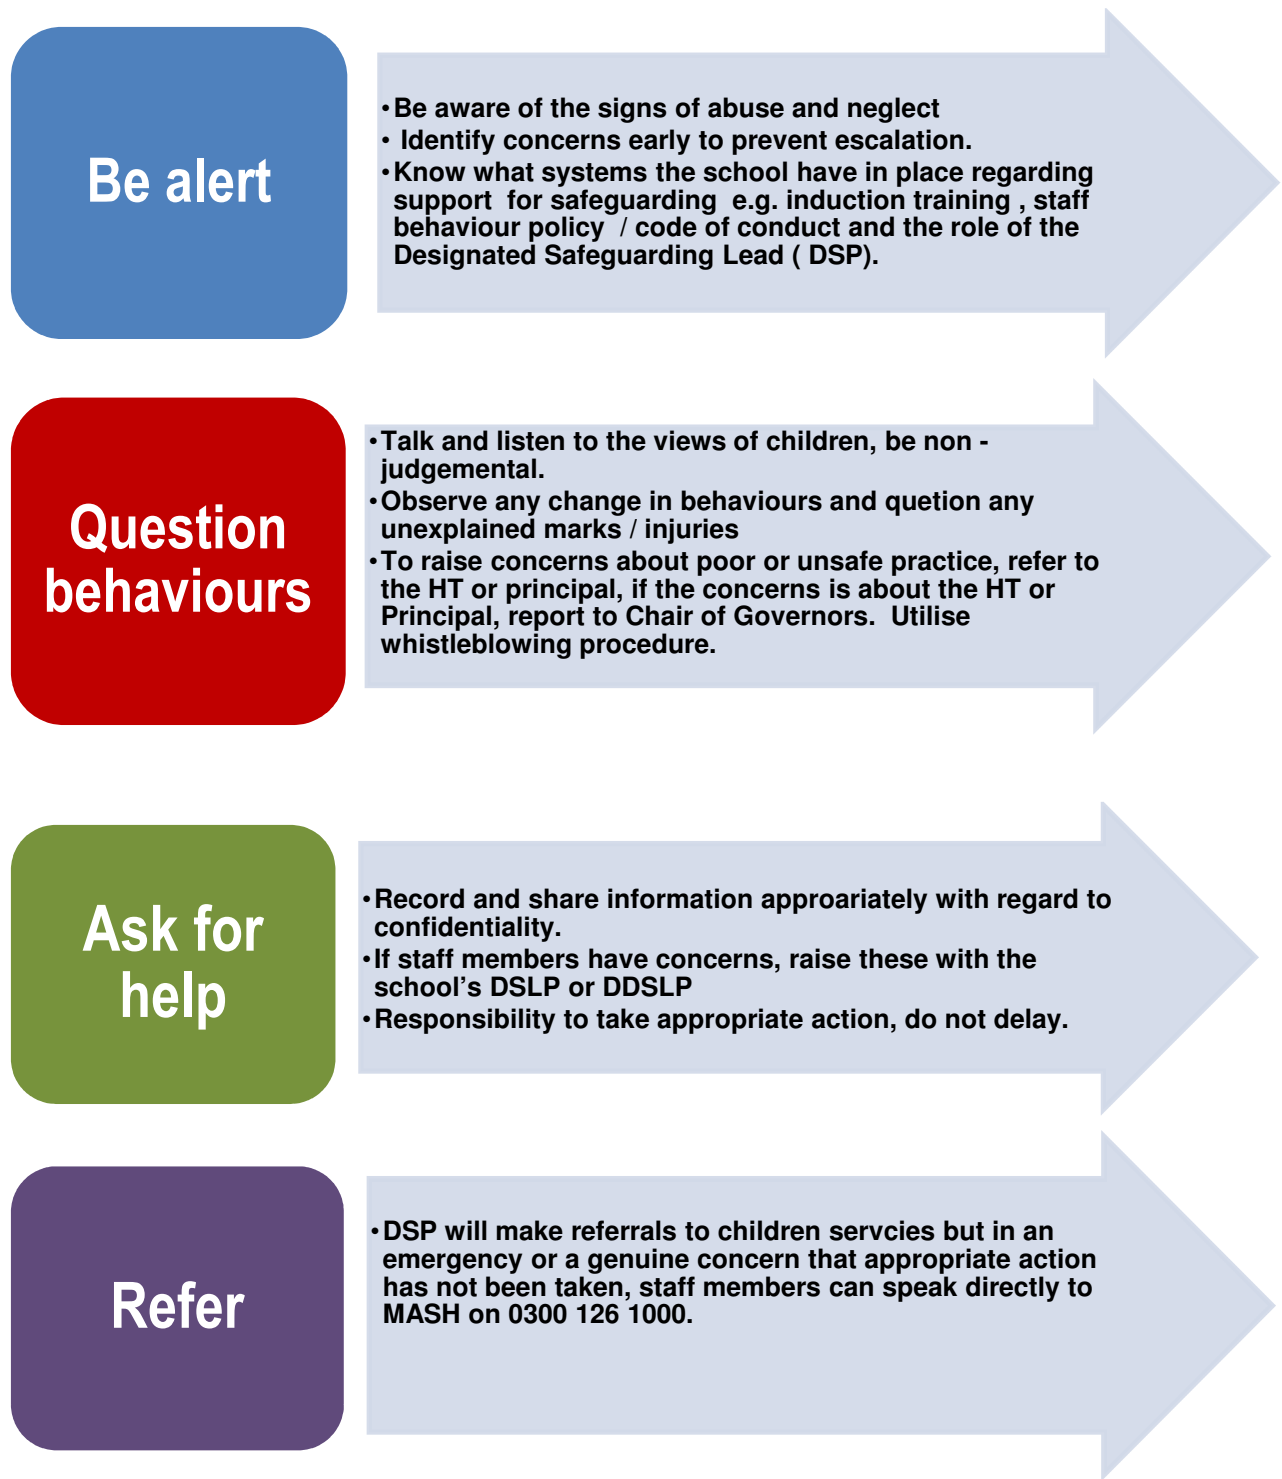 Be alert
•Be aware of the signs of abuse and neglect
• Identify concerns early to prevent escalation.
•Know what systems the school have in place regarding
support for safeguarding e.g. induction training , staff
behaviour policy / code of conduct and the role of the
Designated Safeguarding Lead ( DSP).
Question
behaviours
•Talk and listen to the views of children, be non -
judgemental.
•Observe any change in behaviours and quetion any
unexplained marks / injuries
•To raise concerns about poor or unsafe practice, refer to
the HT or principal, if the concerns is about the HT or
Principal, report to Chair of Governors. Utilise
whistleblowing procedure.
Ask for
help
•Record and share information approariately with regard to
confidentiality.
•If staff members have concerns, raise these with the
school’s DSLP or DDSLP
•Responsibility to take appropriate action, do not delay.
Refer
•DSP will make referrals to children servcies but in an
emergency or a genuine concern that appropriate action
has not been taken, staff members can speak directly to
MASH on 0300 126 1000.